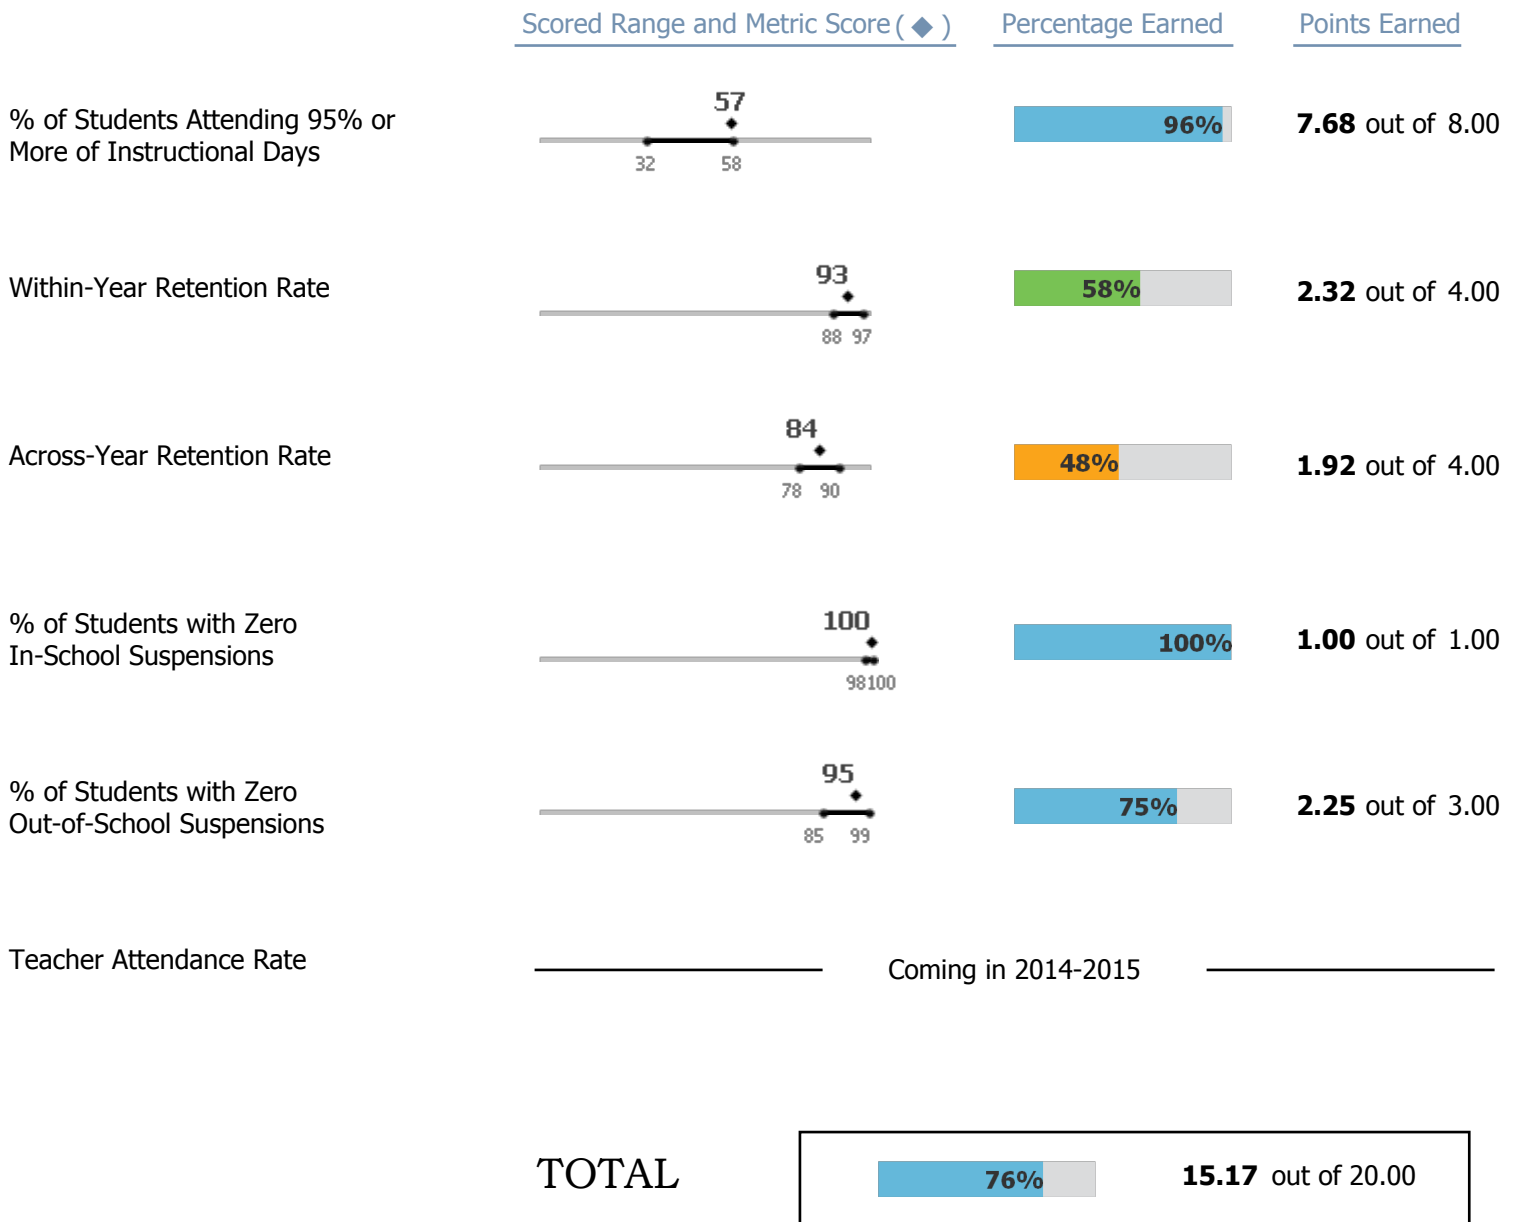 Scored Range and Metric Score ( ◆ ) Percentage Earned Points Earned
57
% of Students Attending 95% or
More of Instructional Days
32 58
96%
7.68 out of 8.00
93
Within-Year Retention Rate
88 97
58%
2.32 out of 4.00
84
Across-Year Retention Rate
78 90
48%
1.92 out of 4.00
100
% of Students with Zero
In-School Suspensions
98100
100%
1.00 out of 1.00
95
% of Students with Zero
Out-of-School Suspensions
85 99
75%
2.25 out of 3.00
Teacher Attendance Rate Coming in 2014-2015
TOTAL 76% 15.17 out of 20.00